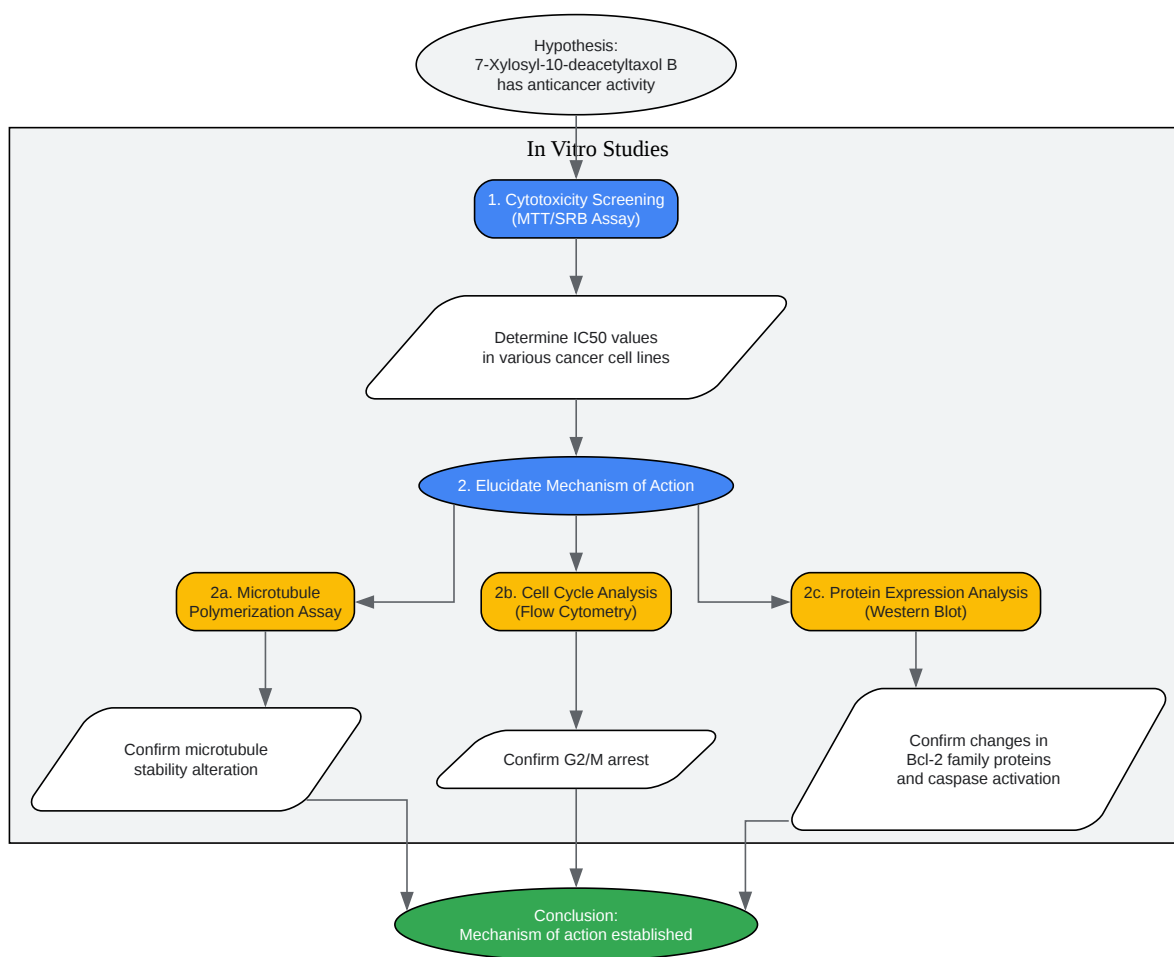 Hypothesis:
7-Xylosyl-10-deacetyltaxol B
has anticancer activity
In Vitro Studies
1. Cytotoxicity Screening
(MTT/SRB Assay)
Determine IC50 values
in various cancer cell lines
2. Elucidate Mechanism of Action
2a. Microtubule
Polymerization Assay
2b. Cell Cycle Analysis
(Flow Cytometry)
2c. Protein Expression Analysis
(Western Blot)
Confirm microtubule
stability alteration
Confirm G2/M arrest
Confirm changes in
Bcl-2 family proteins
and caspase activation
Conclusion:
Mechanism of action established